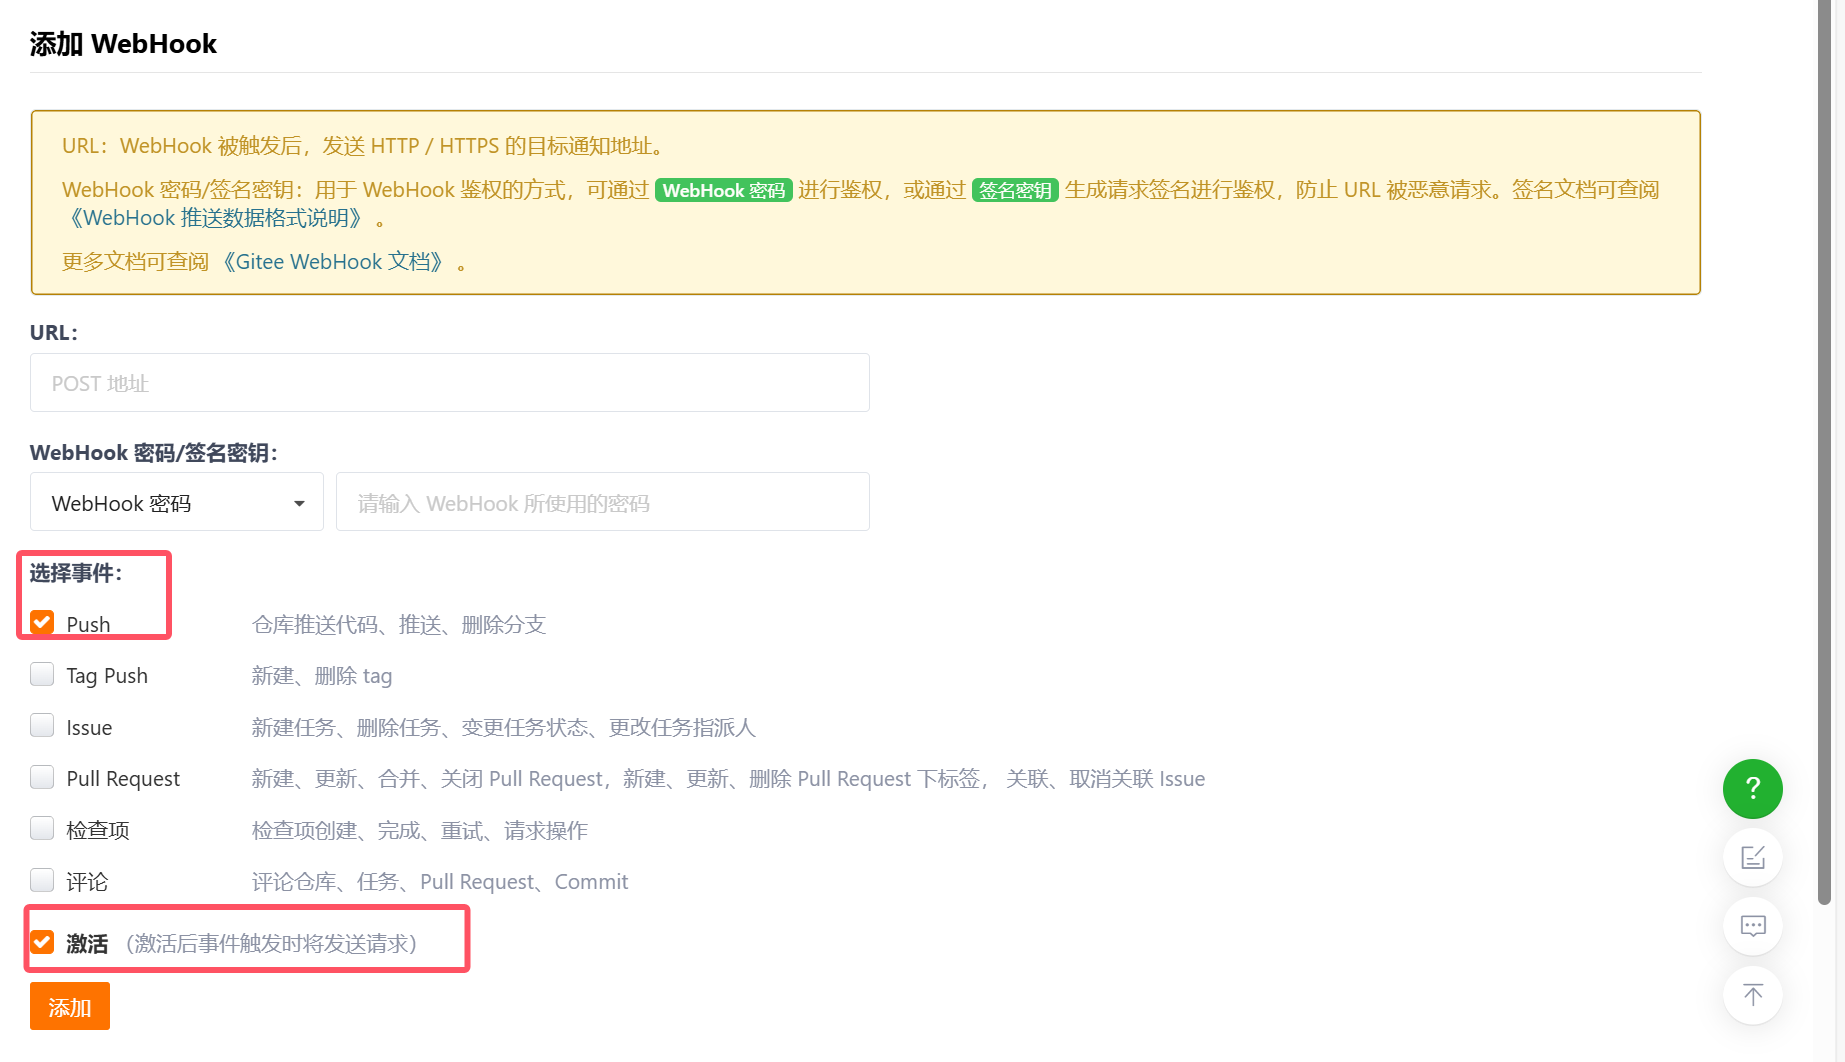 添加 WebHook
URL：WebHook 被触发后，发送 HTTP / HTTPS 的目标通知地址。
WebHook 密码/签名密钥：用于 WebHook 鉴权的方式，可通过 WebHook 密码 进行鉴权，或通过 签名密钥 生成请求签名进行鉴权，防止 URL 被恶意请求。签名文档可查阅
《WebHook 推送数据格式说明》 。
更多文档可查阅 《Gitee WebHook 文档》 。
URL：
POST 地址
WebHook 密码/签名密钥：
WebHook 密码 请输入 WebHook 所使用的密码
选择事件：
Push 仓库推送代码、推送、删除分支
Tag Push 新建、删除 tag
Issue 新建任务、删除任务、变更任务状态、更改任务指派人
Pull Request 新建、更新、合并、关闭 Pull Request，新建、更新、删除 Pull Request 下标签， 关联、取消关联 Issue
检查项 检查项创建、完成、重试、请求操作
评论 评论仓库、任务、Pull Request、Commit
激活 （激活后事件触发时将发送请求）
添加
?